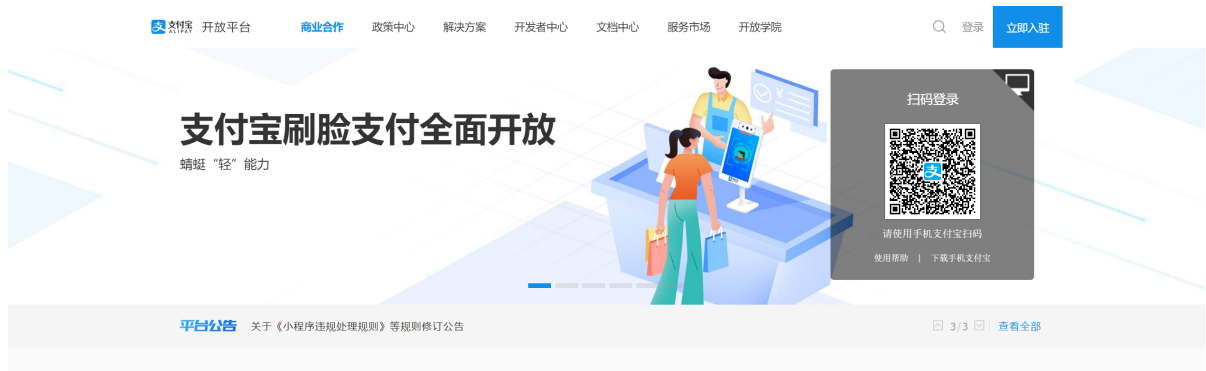 支付宝 ALIPAY 开放平台 商业合作 政策中心 解决方案 开发者中心 文档中心 服务市场 开放学院 登录 立即入驻
支付宝刷脸支付全面开放
蜻蜓“轻”能力
扫码登录
支
请使用手机支付宝扫码
使用帮助 | 下载手机支付宝
平台公告 关于《小程序违规处理规则》等规则修订公告 3/3 查看全部